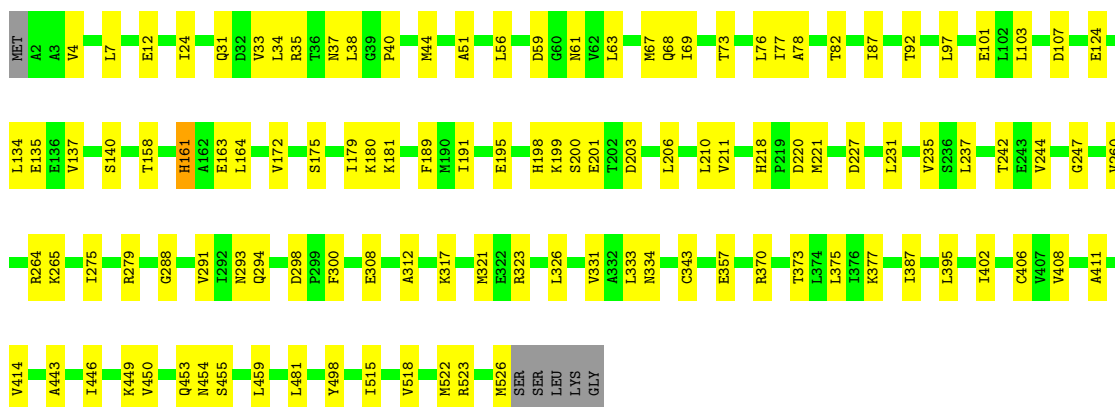 MET A2 A3 V4 L7 E12 I24 Q31 D32 V33 L34 R35 T36 N37 L38 G39 P40 M44 A51 L56 D59 G60 N61 V62 L63 M67 Q68 I69 T73 L76 I77 A78 T82 I87 T92 L97 E101 L102 L103 D107 E124
L134 E135 E136 V137 S140 T158 H161 A162 E163 L164 V172 S175 I179 K180 K181 F189 M190 I191 E195 H198 K199 S200 E201 T202 D203 L206 L210 V211 H218 P219 D220 M221 D227 L231 V235 S236 L237 T242 E243 V244 G247 V260
R264 K265 I275 R279 G288 V291 I292 N293 Q294 D298 P299 F300 E308 A312 K317 M321 E322 R323 L326 V331 A332 L333 N334 C343 E357 R370 T373 L374 L375 I376 K377 I387 L395 I402 C406 V407 V408 A411
V414 A443 I446 K449 V450 Q453 N454 S455 L459 L481 Y498 I515 V518 M522 R523 M526 SER SER LEU LYS GLY